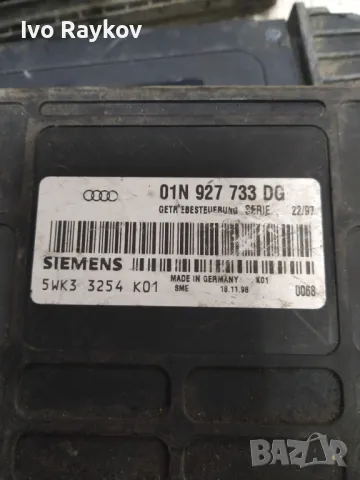 Ivo Raykov
01N 927 733 DG
GETRIEBESTEUERUNG SERIE 22/97
SIEMENS
MADE IN GERMANY K01
5WK3 3254 K01 SME 18.11.98 0068
BAZAR